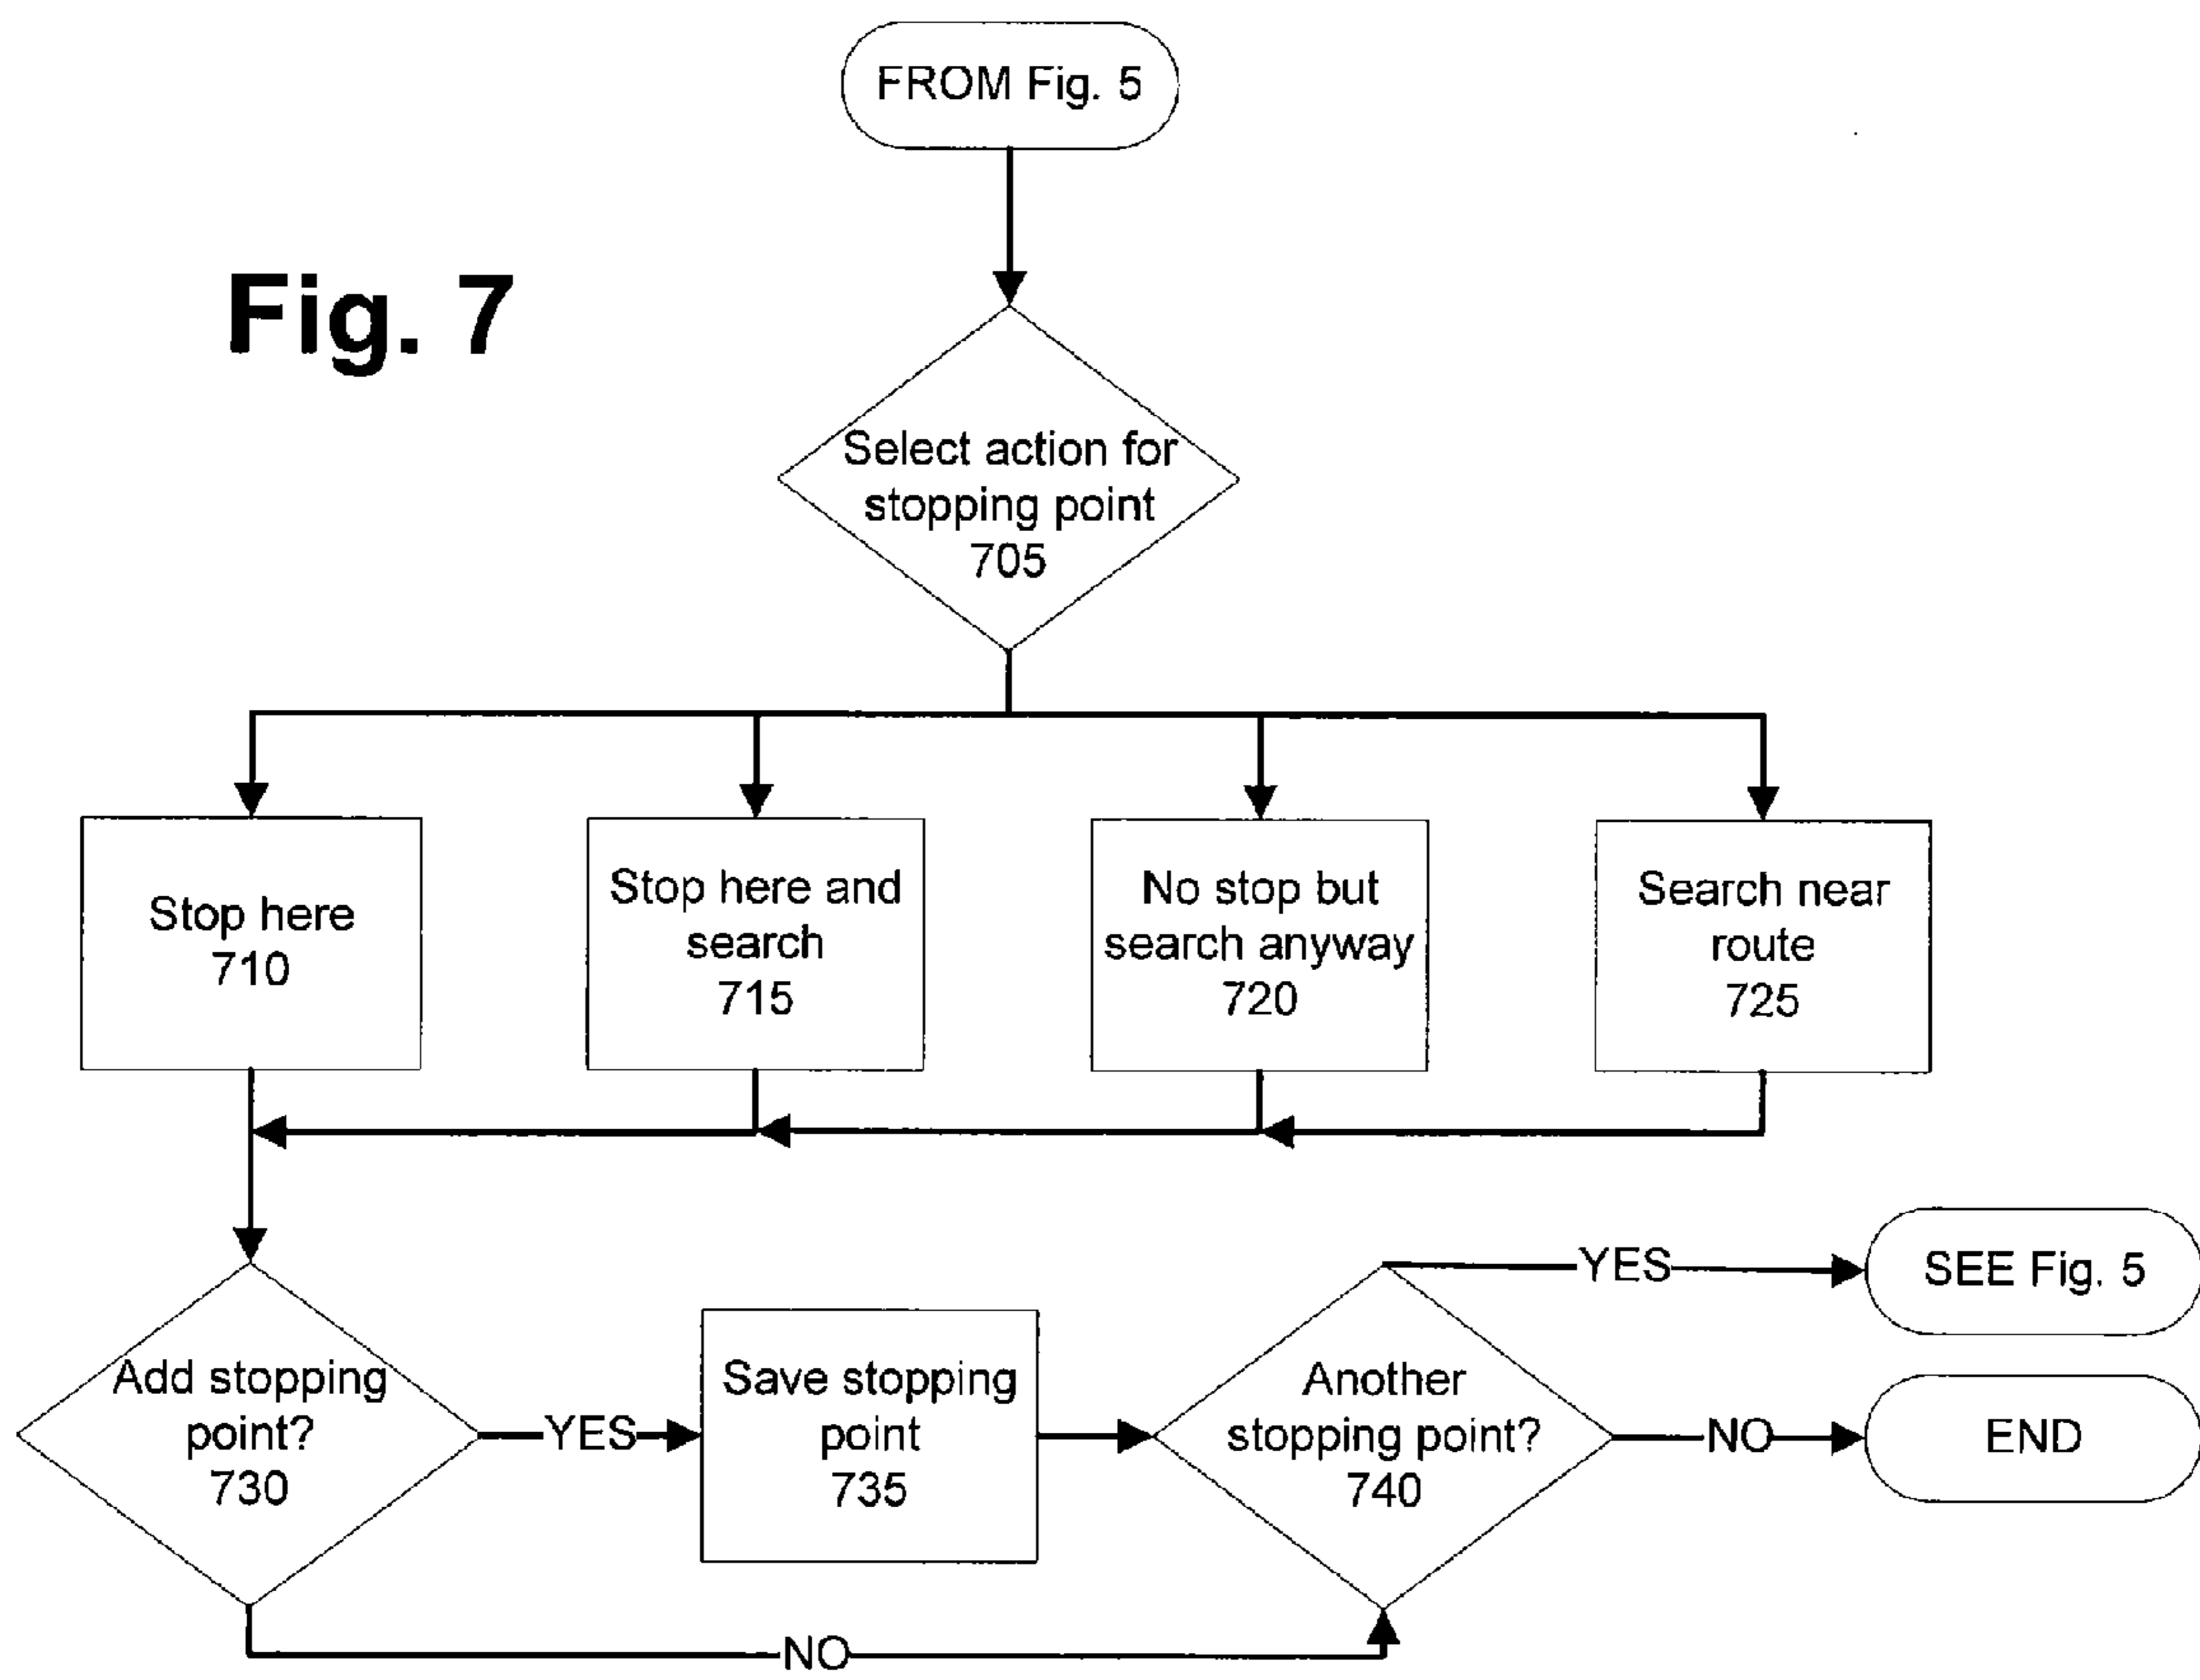 FROM Fig. 5
Fig. 7
Select action for
stopping point
705
Stop here
710
Stop here and
search
715
No stop but
search anyway
720
Search near
route
725
Add stopping
point?
730
YES
Save stopping
point
735
Another
stopping point?
740
YES
SEE Fig. 5
NO
END
NO